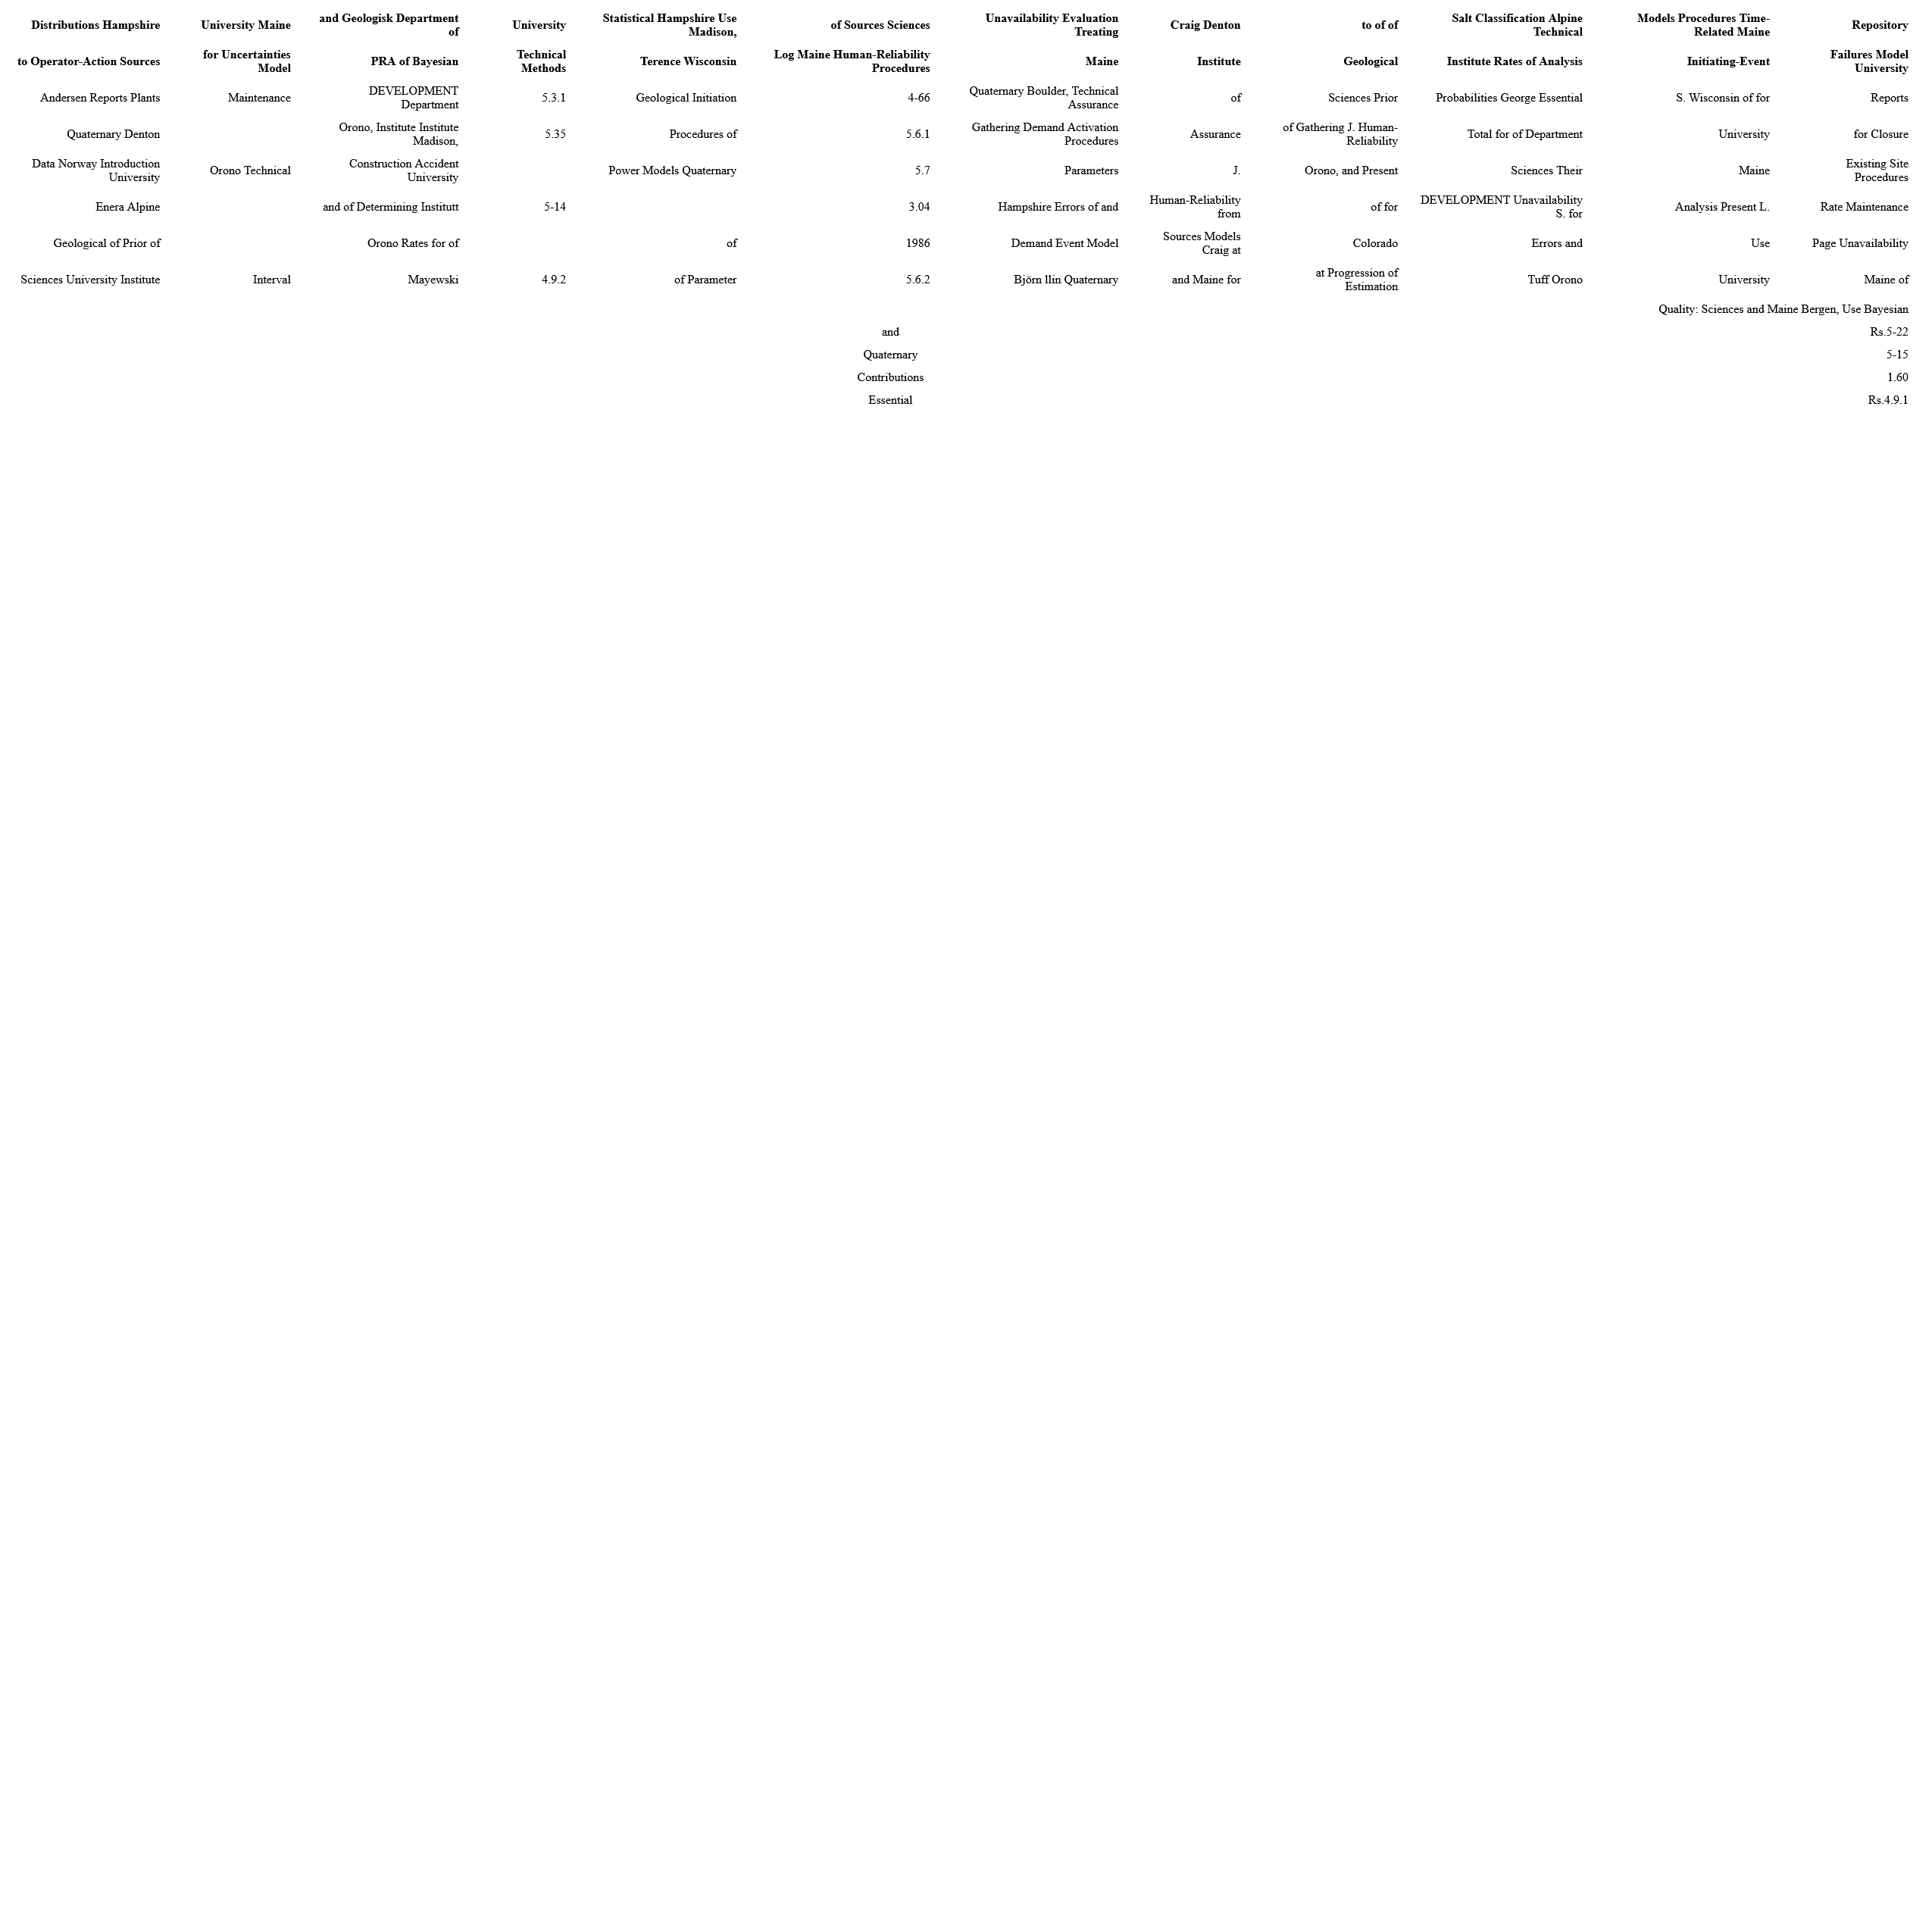 Distributions Hampshire University Maine and Geologisk Department of University Statistical Hampshire Use Madison, of Sources Sciences Unavailability Evaluation Treating Craig Denton to of of Salt Classification Alpine Technical Models Procedures Time-Related Maine Repository
to Operator-Action Sources for Uncertainties Model PRA of Bayesian Technical Methods Terence Wisconsin Log Maine Human-Reliability Procedures Maine Institute Geological Institute Rates of Analysis Initiating-Event Failures Model University
Andersen Reports Plants Maintenance DEVELOPMENT Department 5.3.1 Geological Initiation 4-66 Quaternary Boulder, Technical Assurance of Sciences Prior Probabilities George Essential S. Wisconsin of for Reports
Quaternary Denton Orono, Institute Institute Madison, 5.35 Procedures of 5.6.1 Gathering Demand Activation Procedures Assurance of Gathering J. Human-Reliability Total for of Department University for Closure
Data Norway Introduction University Orono Technical Construction Accident University Power Models Quaternary 5.7 Parameters J. Orono, and Present Sciences Their Maine Existing Site Procedures
Enera Alpine and of Determining Institutt 5-14 3.04 Hampshire Errors of and Human-Reliability from of for DEVELOPMENT Unavailability S. for Analysis Present L. Rate Maintenance
Geological of Prior of Orono Rates for of of 1986 Demand Event Model Sources Models Craig at Colorado Errors and Use Page Unavailability
Sciences University Institute Interval Mayewski 4.9.2 of Parameter 5.6.2 Björn llin Quaternary and Maine for at Progression of Estimation Tuff Orono University Maine of
Quality: Sciences and Maine Bergen, Use Bayesian
and Rs.5-22
Quaternary 5-15
Contributions 1.60
Essential Rs.4.9.1